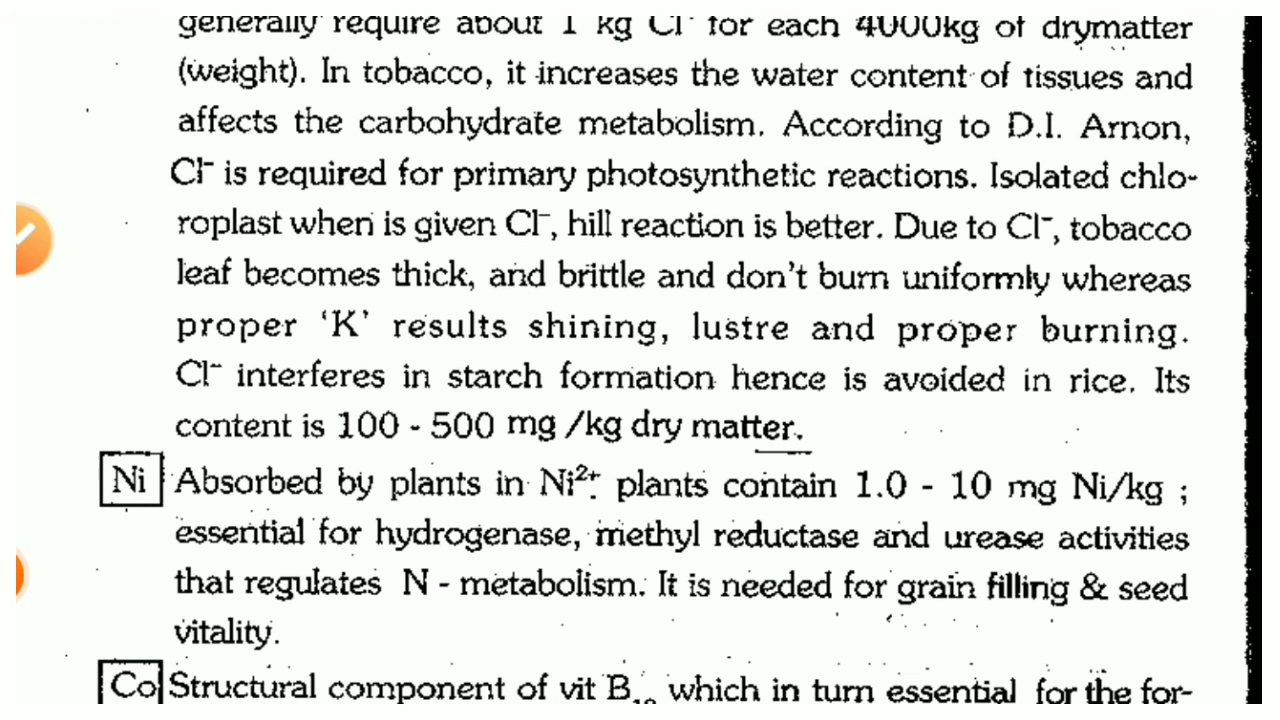 generally require about 1 kg Cl⁻ for each 4000kg of drymatter
(weight). In tobacco, it increases the water content of tissues and
affects the carbohydrate metabolism. According to D.I. Arnon,
Cl⁻ is required for primary photosynthetic reactions. Isolated chlo-
roplast when is given Cl⁻, hill reaction is better. Due to Cl⁻, tobacco
leaf becomes thick, and brittle and don't burn uniformly whereas
proper 'K' results shining, lustre and proper burning.
Cl⁻ interferes in starch formation hence is avoided in rice. Its
content is 100 - 500 mg /kg dry matter.
Ni Absorbed by plants in Ni²⁺. plants contain 1.0 - 10 mg Ni/kg ;
essential for hydrogenase, methyl reductase and urease activities
that regulates N - metabolism. It is needed for grain filling & seed
vitality.
Co Structural component of vit B₁₂ which in turn essential for the for-